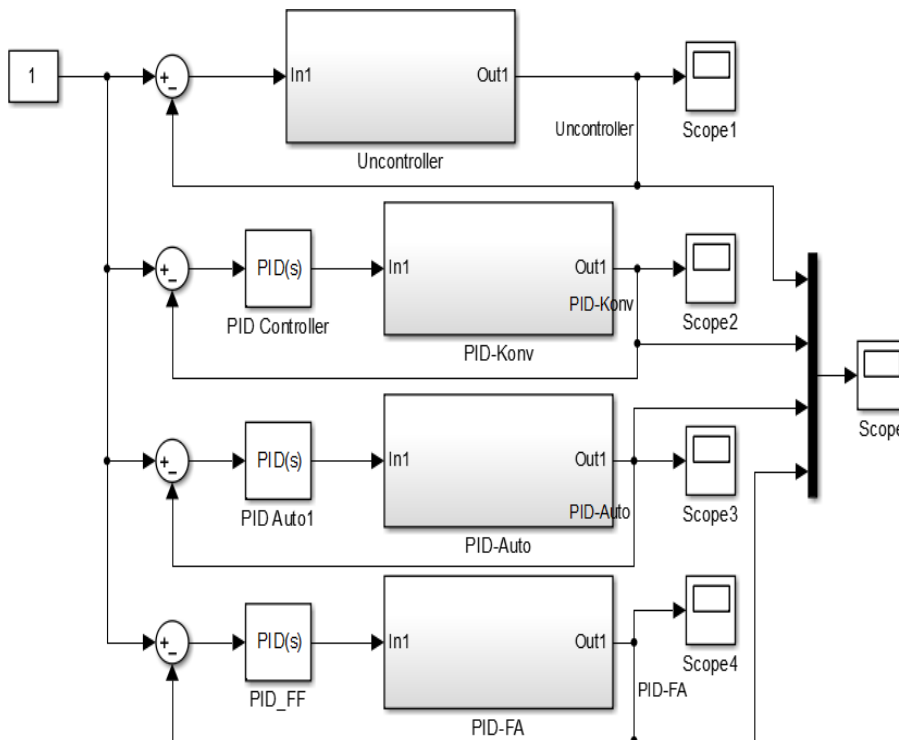 1
+
-
In1
Out1
Uncontroller
Uncontroller
Scope1
+
-
PID(s)
PID Controller
In1
Out1
PID-Konv
PID-Konv
Scope2
Scope
+
-
PID(s)
PID Auto1
In1
Out1
PID-Auto
PID-Auto
Scope3
+
-
PID(s)
PID_FF
In1
Out1
PID-FA
PID-FA
Scope4